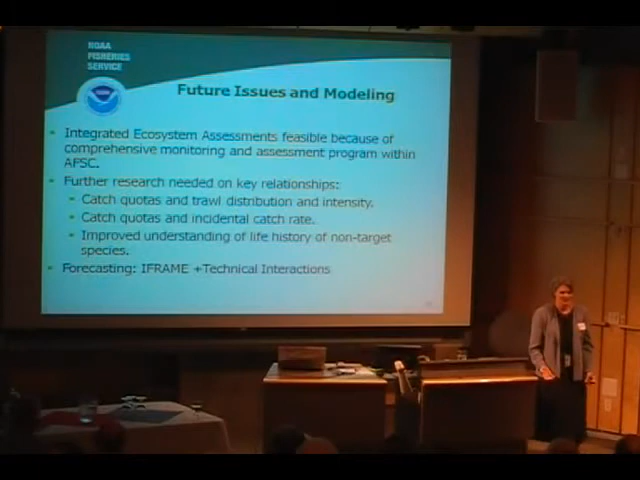 NOAA
FISHERIES
SERVICE
Future Issues and Modeling
Integrated Ecosystem Assessments feasible because of
comprehensive monitoring and assessment program within
AFSC.
Further research needed on key relationships:
Catch quotas and trawl distribution and intensity.
Catch quotas and incidental catch rate.
Improved understanding of life history of non-target
species.
Forecasting: IFRAME +Technical Interactions